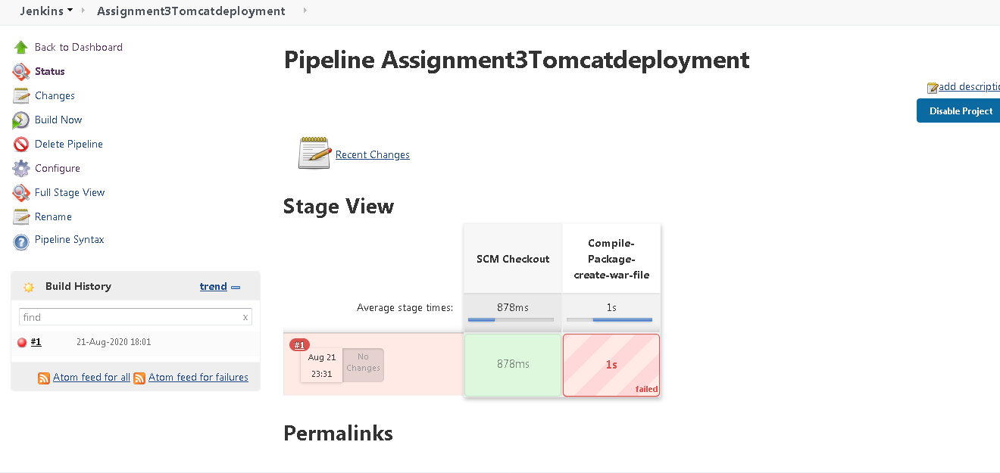 Jenkins
Assignment3Tomcatdeployment
Back to Dashboard
Status
Changes
Build Now
Delete Pipeline
Configure
Full Stage View
Rename
Pipeline Syntax
Build History
trend
find
x
#1
21-Aug-2020 18:01
Atom feed for all
Atom feed for failures
Pipeline Assignment3Tomcatdeployment
add descriptio
Disable Project
Recent Changes
Stage View
SCM Checkout
Compile-
Package-
create-war-file
Average stage times:
878ms
1s
#1
Aug 21
23:31
No
Changes
878ms
1s
failed
Permalinks